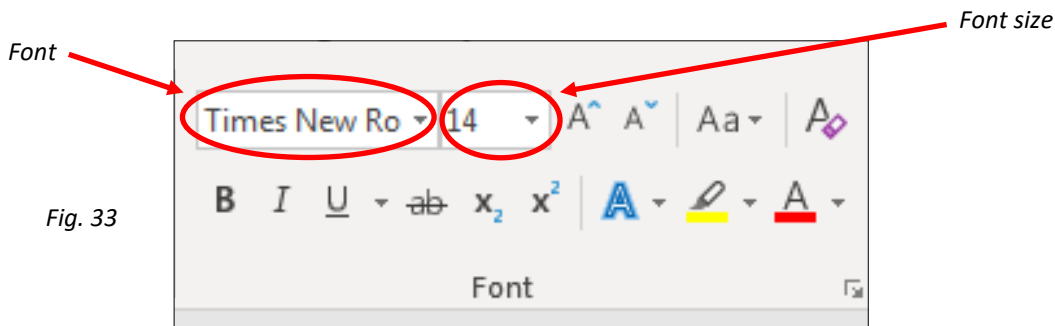 Font size
Font
Times New Ro 14 A A Aa A
B I U ab x2 x2 A A
Fig. 33
Font